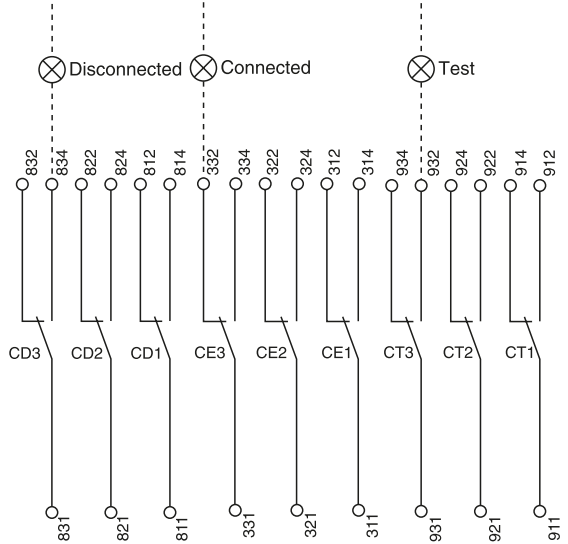 Disconnected Connected Test
832 834 822 824 812 814 332 334 322 324 312 314 934 932 924 922 914 912
CD3 CD2 CD1 CE3 CE2 CE1 CT3 CT2 CT1
831 821 811 331 321 311 931 921 911